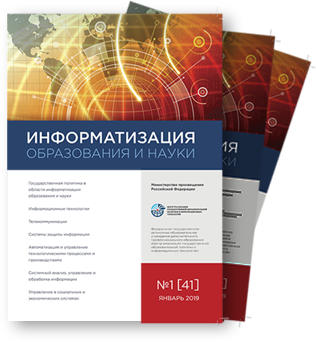 ИНФОРМАТИЗАЦИЯ
ОБРАЗОВАНИЯ И НАУКИ
Государственная политика в
области информатизации
образования и науки
Информационные технологии
Телекоммуникации
Системы защиты информации
Автоматизация и управление
технологическими процессами и
производствами
Системный анализ, управление и
обработка информации
Управление в социальных и
экономических системах
Министерство просвещения
Российской Федерации
№1 [41]
ЯНВАРЬ 2019